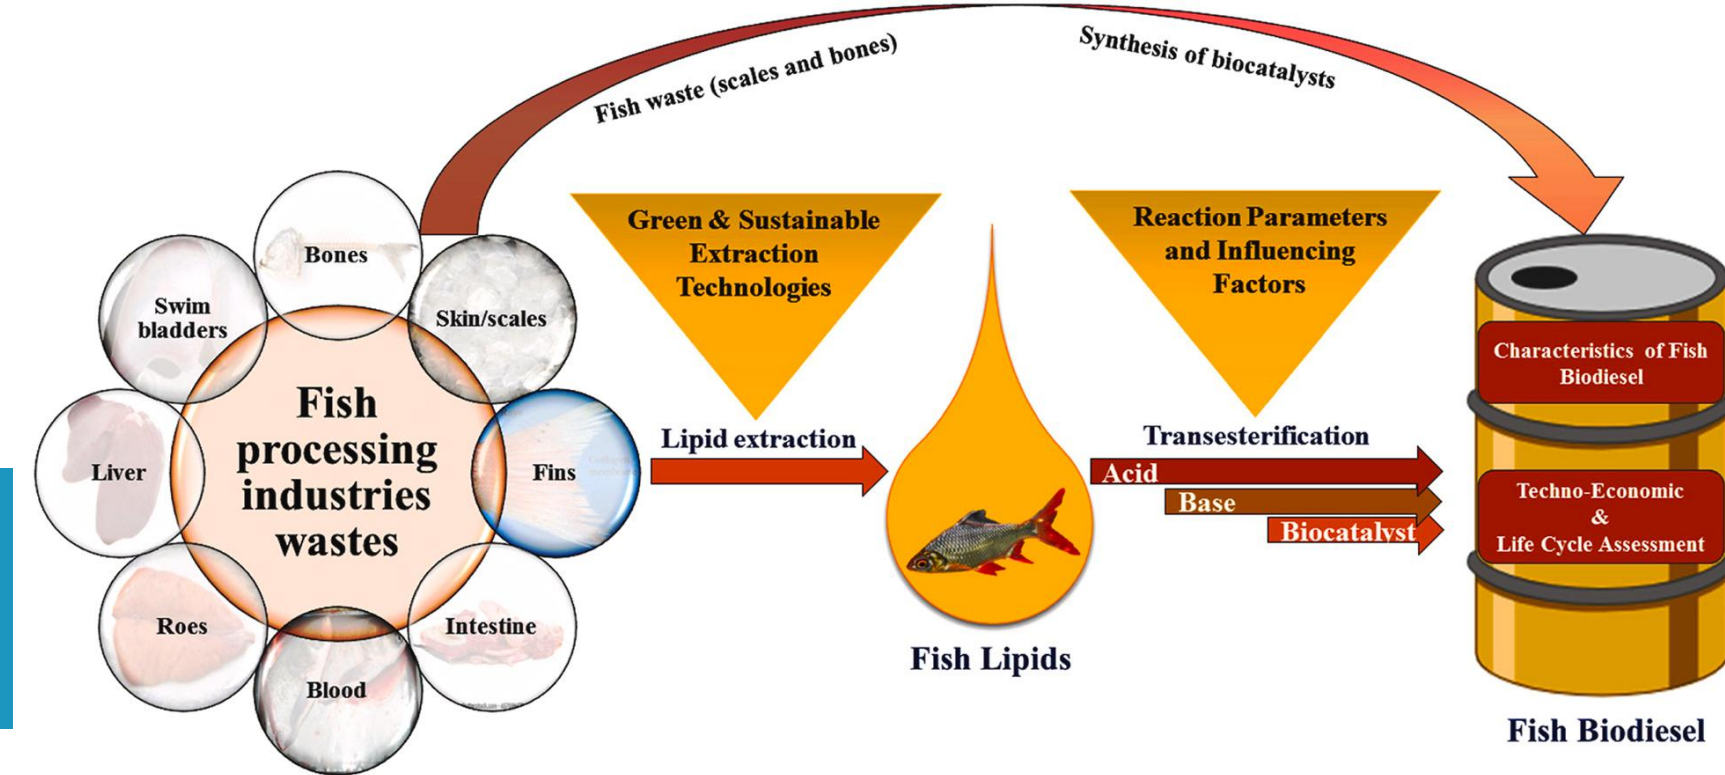 Fish waste (scales and bones)
Synthesis of biocatalysts
Bones
Swim
bladders
Skin/scales
Liver
Fins
Roes
Intestine
Blood
Fish
processing
industries
wastes
Green & Sustainable
Extraction
Technologies
Lipid extraction
Fish Lipids
Reaction Parameters
and Influencing
Factors
Transesterification
Acid
Base
Biocatalyst
Characteristics of Fish
Biodiesel
Techno-Economic
&
Life Cycle Assessment
Fish Biodiesel